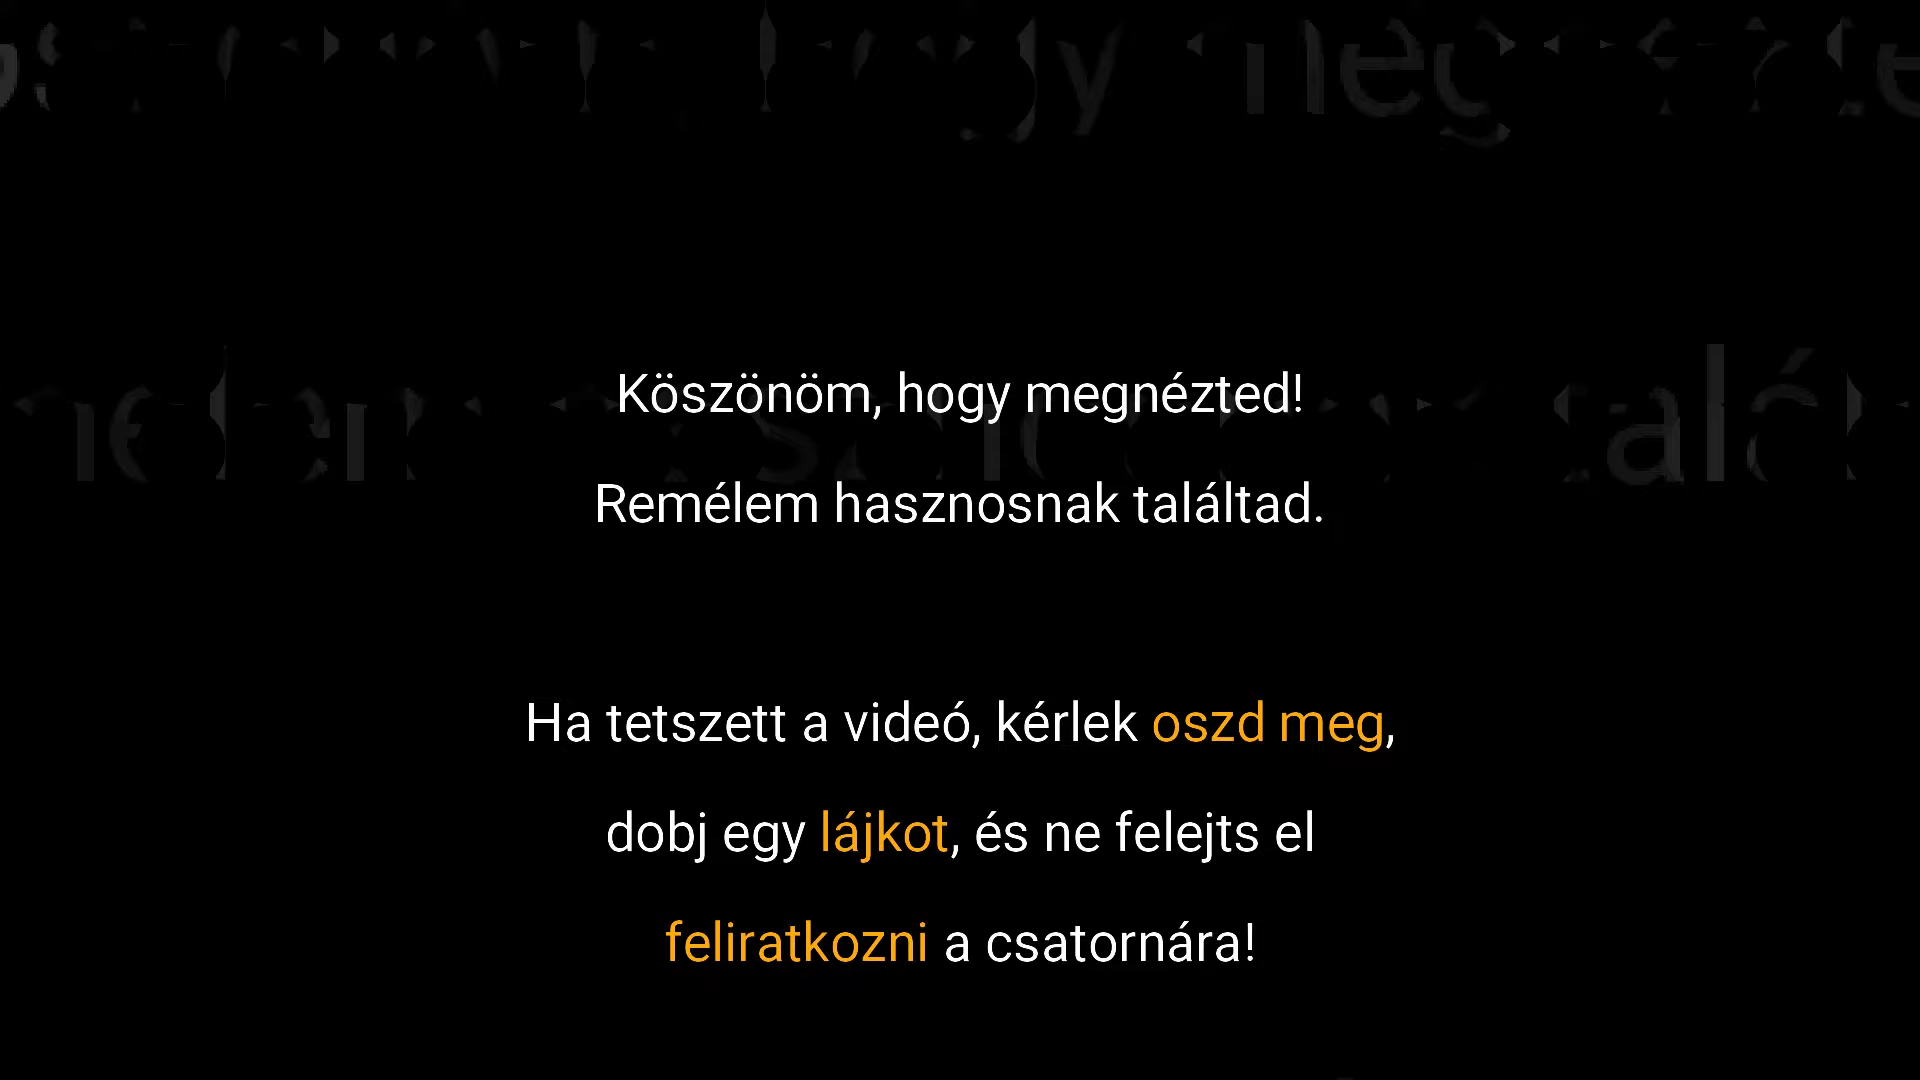 Köszönöm, hogy megnézted!
Remélem hasznosnak találtad.
Ha tetszett a videó, kérlek oszd meg,
dobj egy lájkot, és ne felejts el
feliratkozni a csatornára!